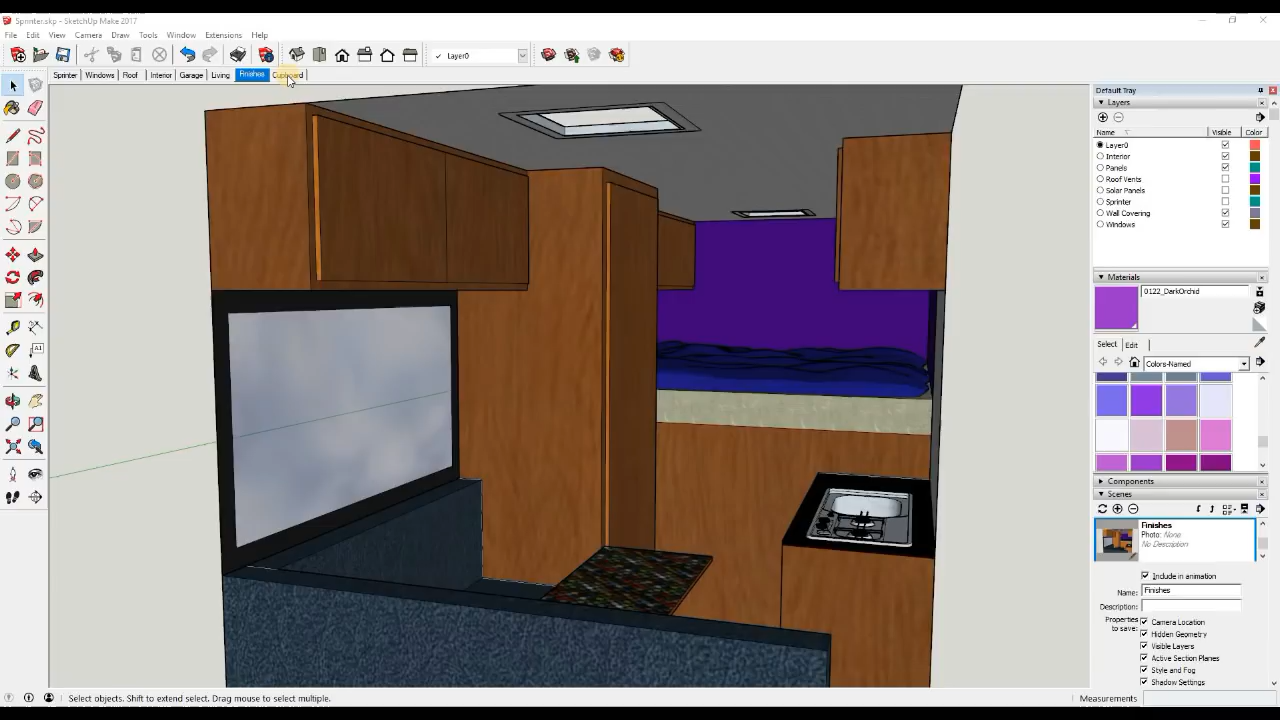 Sprinter.skp - SketchUp Make 2017
File Edit View Camera Draw Tools Window Extensions Help
Layer0
Sprinter Windows Roof Interior Garage Living Finishes Cupboard
Default Tray
Layers
Name Visible Color
Layer0
Interior
Panels
Roof Vents
Solar Panels
Sprinter
Wall Covering
Windows
Materials
0122_DarkOrchid
Select Edit
Colors-Named
Components
Scenes
Finishes
Photo: None
No Description
Include in animation
Name: Finishes
Description:
Properties to save:
Camera Location
Hidden Geometry
Visible Layers
Active Section Planes
Style and Fog
Shadow Settings
Select objects. Shift to extend select. Drag mouse to select multiple.
Measurements